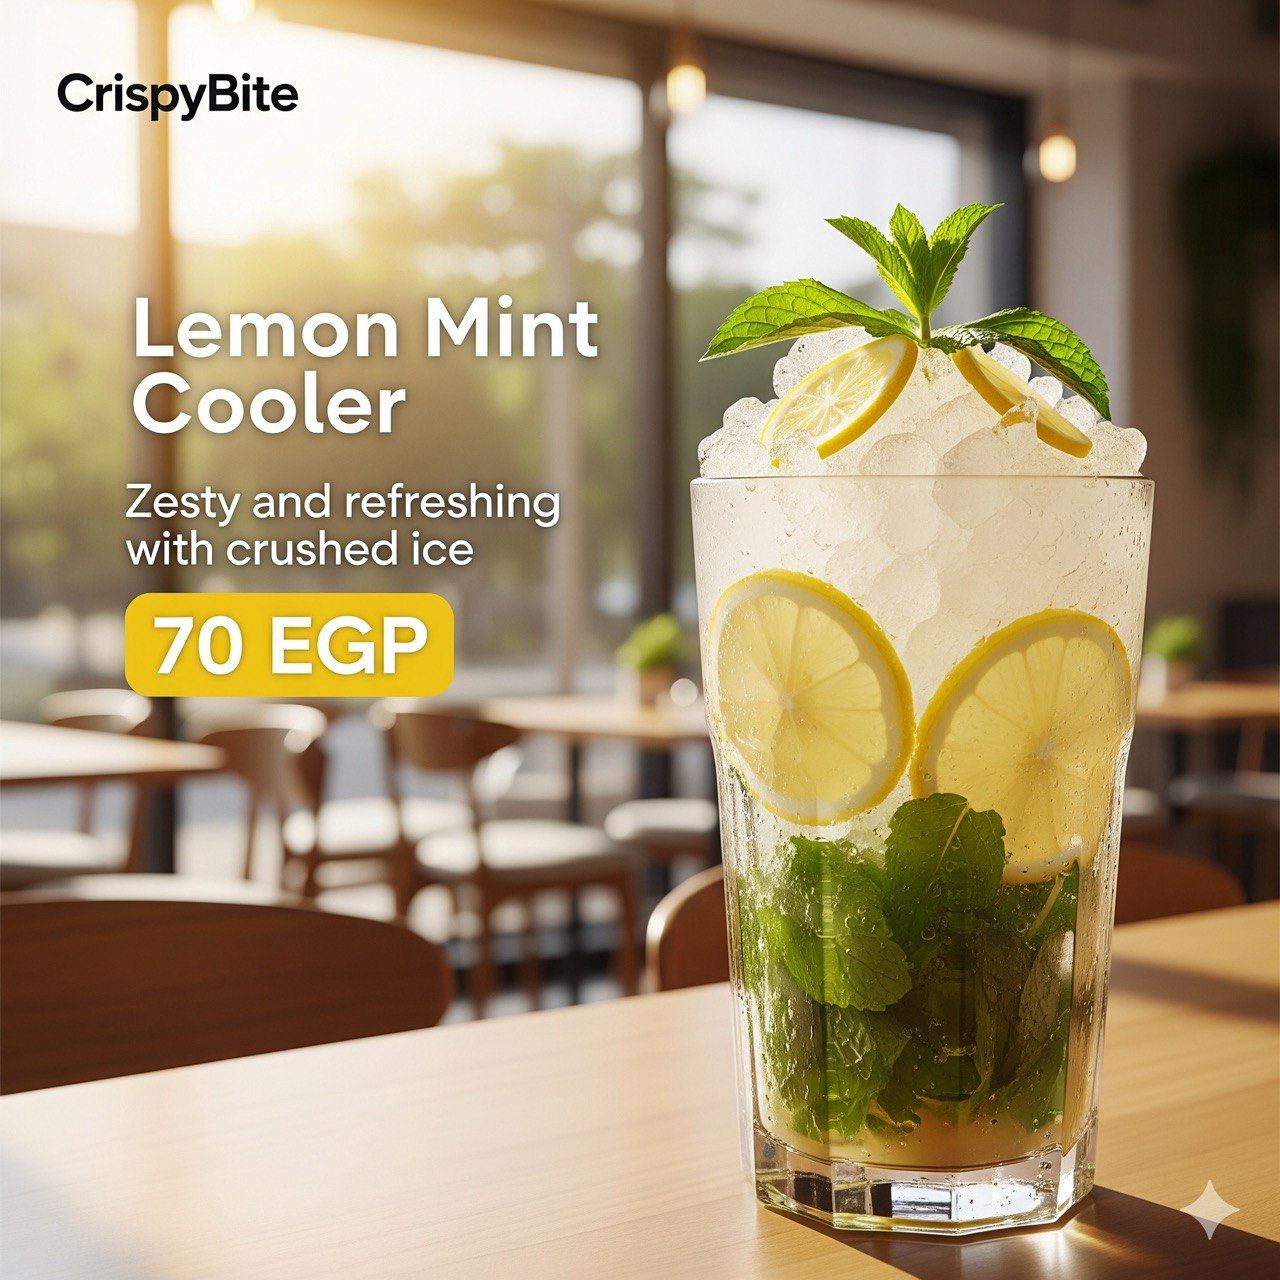 CrispyBite
Lemon Mint
Cooler
Zesty and refreshing
with crushed ice
70 EGP